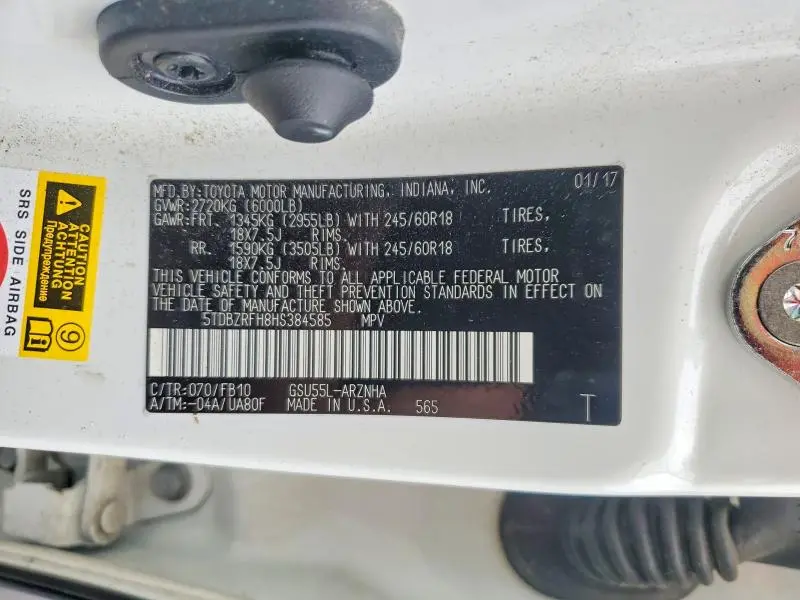 MFD.BY:TOYOTA MOTOR MANUFACTURING, INDIANA, INC. 01/17
GVWR:2720KG (6000LB)
GAWR:FRT. 1345KG (2955LB) WITH 245/60R18 TIRES,
18X7.5J RIMS,
RR. 1590KG (3505LB) WITH 245/60R18 TIRES,
18X7.5J RIMS,
THIS VEHICLE CONFORMS TO ALL APPLICABLE FEDERAL MOTOR
VEHICLE SAFETY AND THEFT PREVENTION STANDARDS IN EFFECT ON
THE DATE OF MANUFACTURE SHOWN ABOVE.
5TDBZRFH8HS384585 MPV
C/TR:070/FB10 GSU55L-ARZNHA
A/TM:-04A/UA80F MADE IN U.S.A. 565 T
SRS SIDE AIRBAG
CAUTION
ATTENTION
ACHTUNG
Предупреждение
9
7